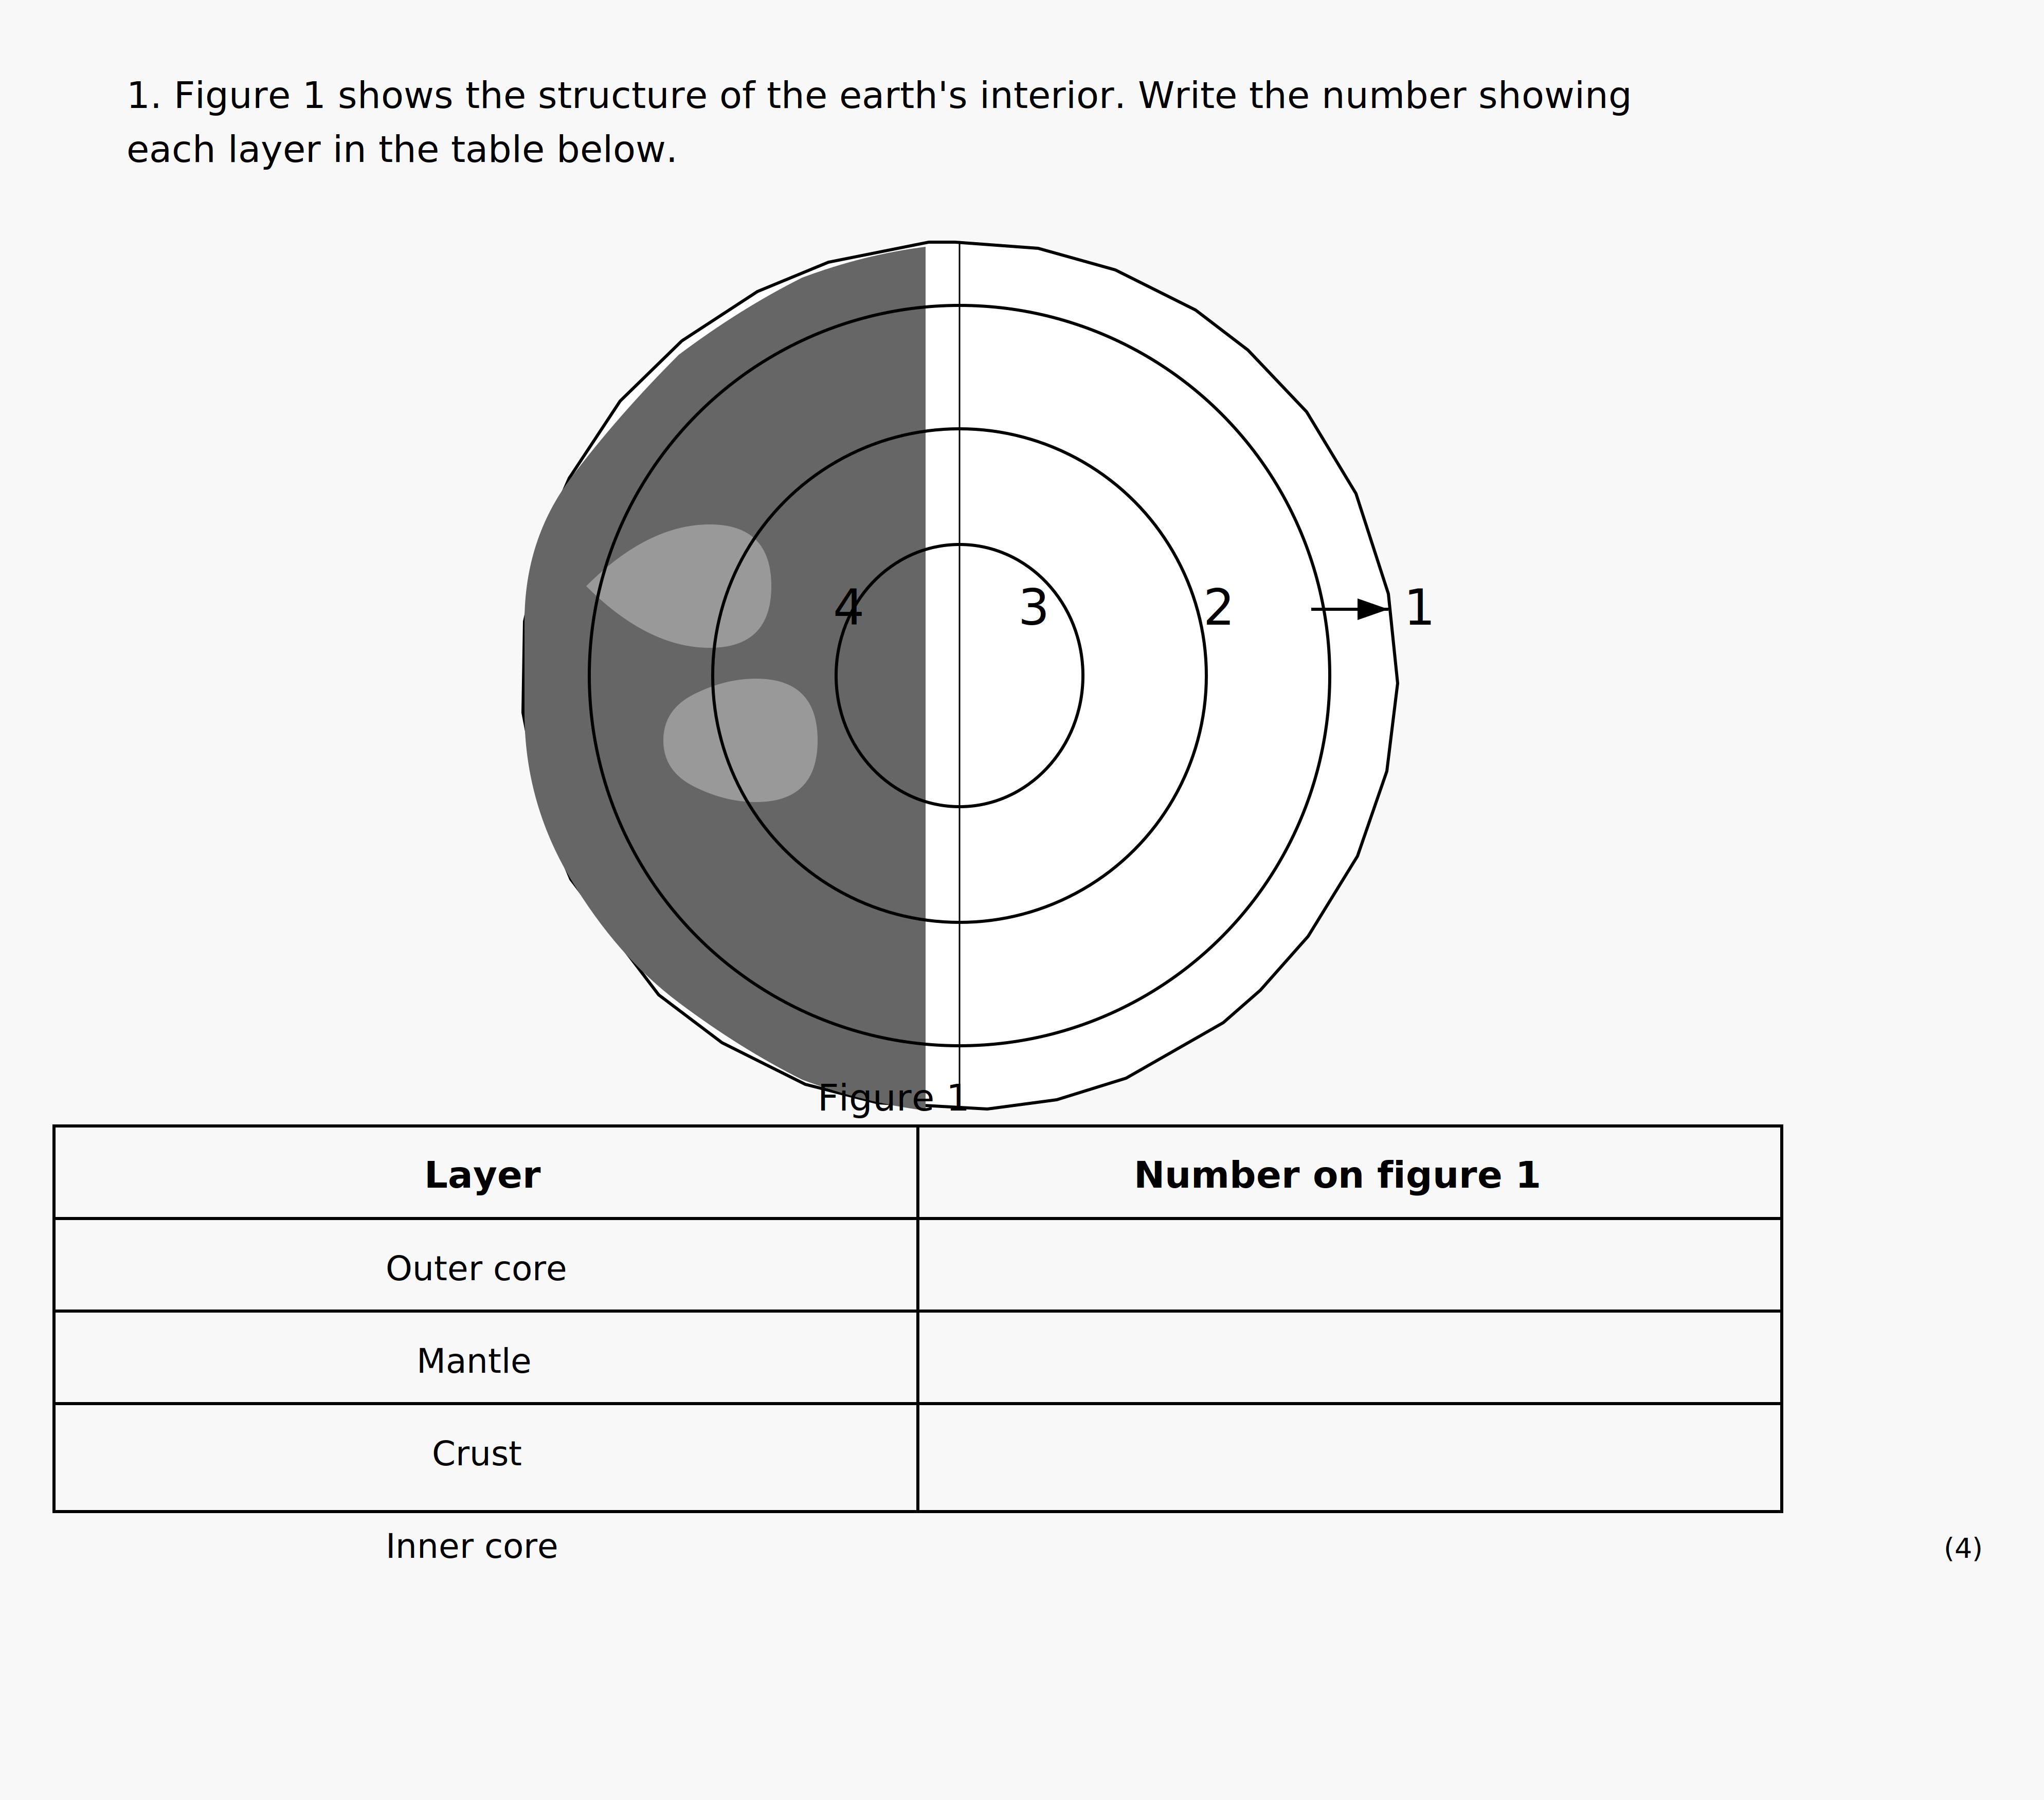 1. Figure 1 shows the structure of the earth's interior. Write the number showing
each layer in the table below.
4 3 2 1
Figure 1
Layer Number on figure 1
Outer core
Mantle
Crust
Inner core (4)